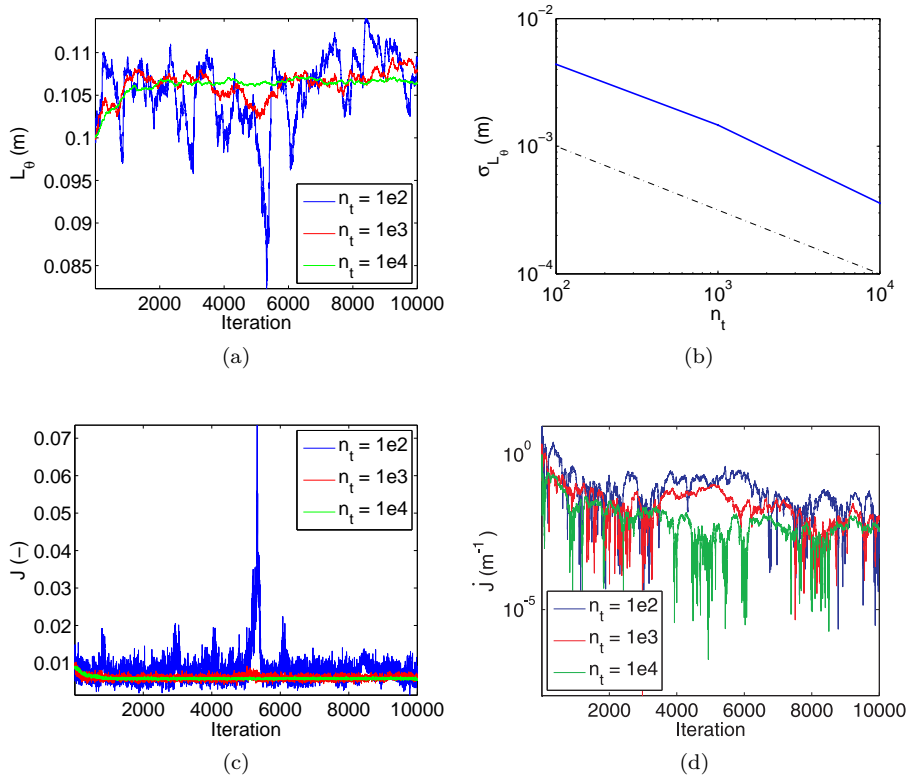 0.11
0.105
0.1
0.095
0.09
0.085
L_θ (m)
n_t = 1e2
n_t = 1e3
n_t = 1e4
2000 4000 6000 8000 10000
Iteration
(a)
10^-2
10^-3
10^-4
σ_{L_θ} (m)
10^2 10^3 10^4
n_t
(b)
0.07
0.06
0.05
0.04
0.03
0.02
0.01
J (−)
n_t = 1e2
n_t = 1e3
n_t = 1e4
2000 4000 6000 8000 10000
Iteration
(c)
10^0
10^-5
J̇ (m^-1)
n_t = 1e2
n_t = 1e3
n_t = 1e4
2000 4000 6000 8000 10000
Iteration
(d)